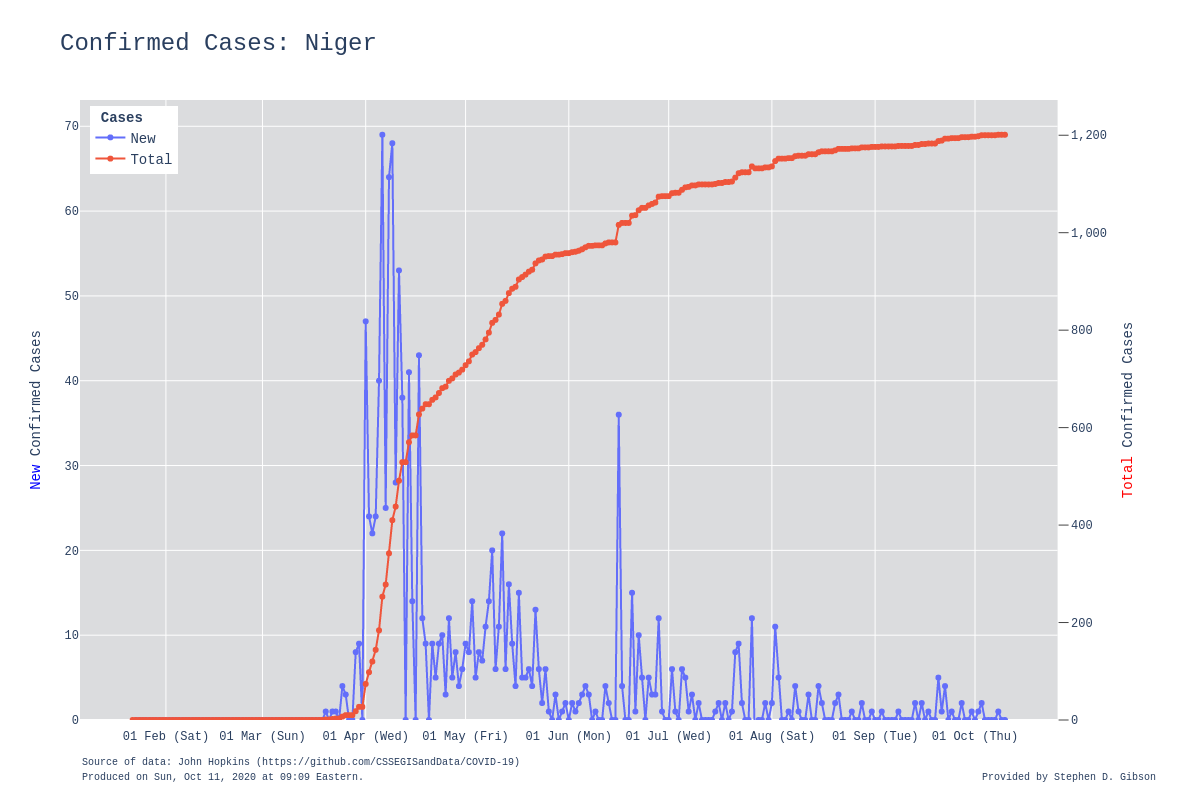 Confirmed Cases: Niger
Cases
New
Total
70
60
50
40
30
20
10
0
1,200
1,000
800
600
400
200
0
New Confirmed Cases
Total Confirmed Cases
01 Feb (Sat) 01 Mar (Sun) 01 Apr (Wed) 01 May (Fri) 01 Jun (Mon) 01 Jul (Wed) 01 Aug (Sat) 01 Sep (Tue) 01 Oct (Thu)
Source of data: John Hopkins (https://github.com/CSSEGISandData/COVID-19)
Produced on Sun, Oct 11, 2020 at 09:09 Eastern.
Provided by Stephen D. Gibson